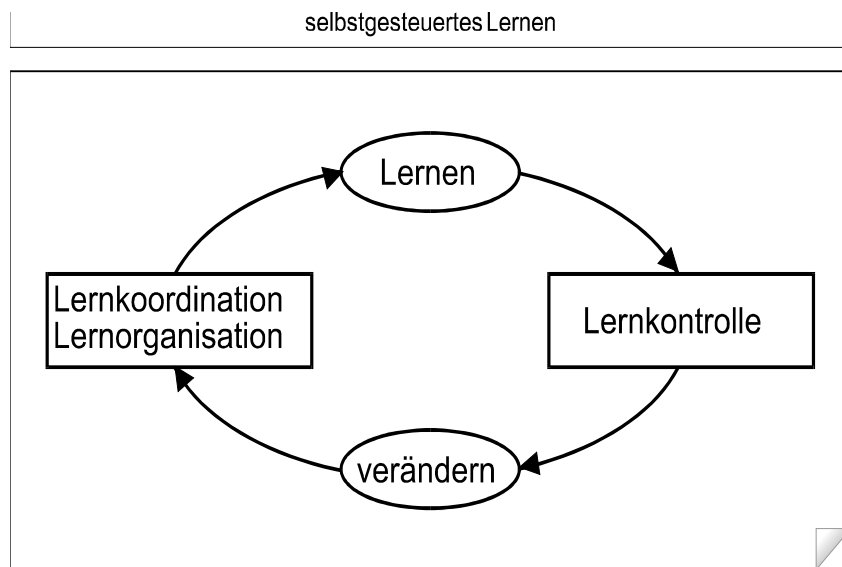 selbstgesteuertes Lernen
Lernen
Lernkoordination
Lernorganisation
Lernkontrolle
verändern